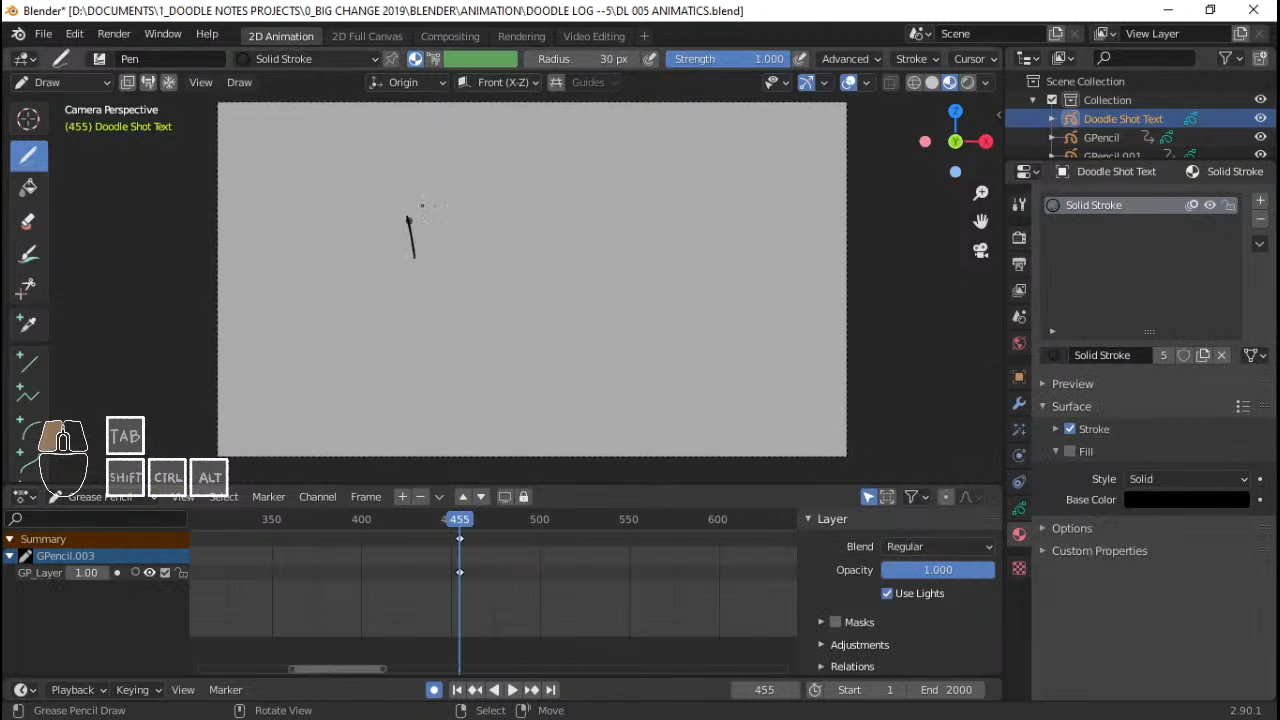 Blender* [D:\DOCUMENTS\1_DOODLE NOTES PROJECTS\0_BIG CHANGE 2019\BLENDER\ANIMATION\DOODLE LOG --5\DL 005 ANIMATICS.blend]
File Edit Render Window Help 2D Animation 2D Full Canvas Compositing Rendering Video Editing + Scene View Layer
Pen Solid Stroke Radius 30 px Strength 1.000 Advanced Stroke Cursor
Draw View Draw Origin Front (X-Z) Guides
Scene Collection
Collection
Doodle Shot Text
GPencil
GPencil.001
Camera Perspective
(455) Doodle Shot Text
Z
Y
X
Doodle Shot Text Solid Stroke
Solid Stroke
Solid Stroke 5
Preview
Surface
Stroke
Fill
Style Solid
Base Color
Options
Custom Properties
TAB
SHIFT CTRL ALT
Grease Pencil View Select Marker Channel Frame
350 400 455 500 550 600
Summary
GPencil.003
GP_Layer 1.00
Layer
Blend Regular
Opacity 1.000
Use Lights
Masks
Adjustments
Relations
Playback Keying View Marker 455 Start 1 End 2000
Grease Pencil Draw Rotate View Select Move 2.90.1